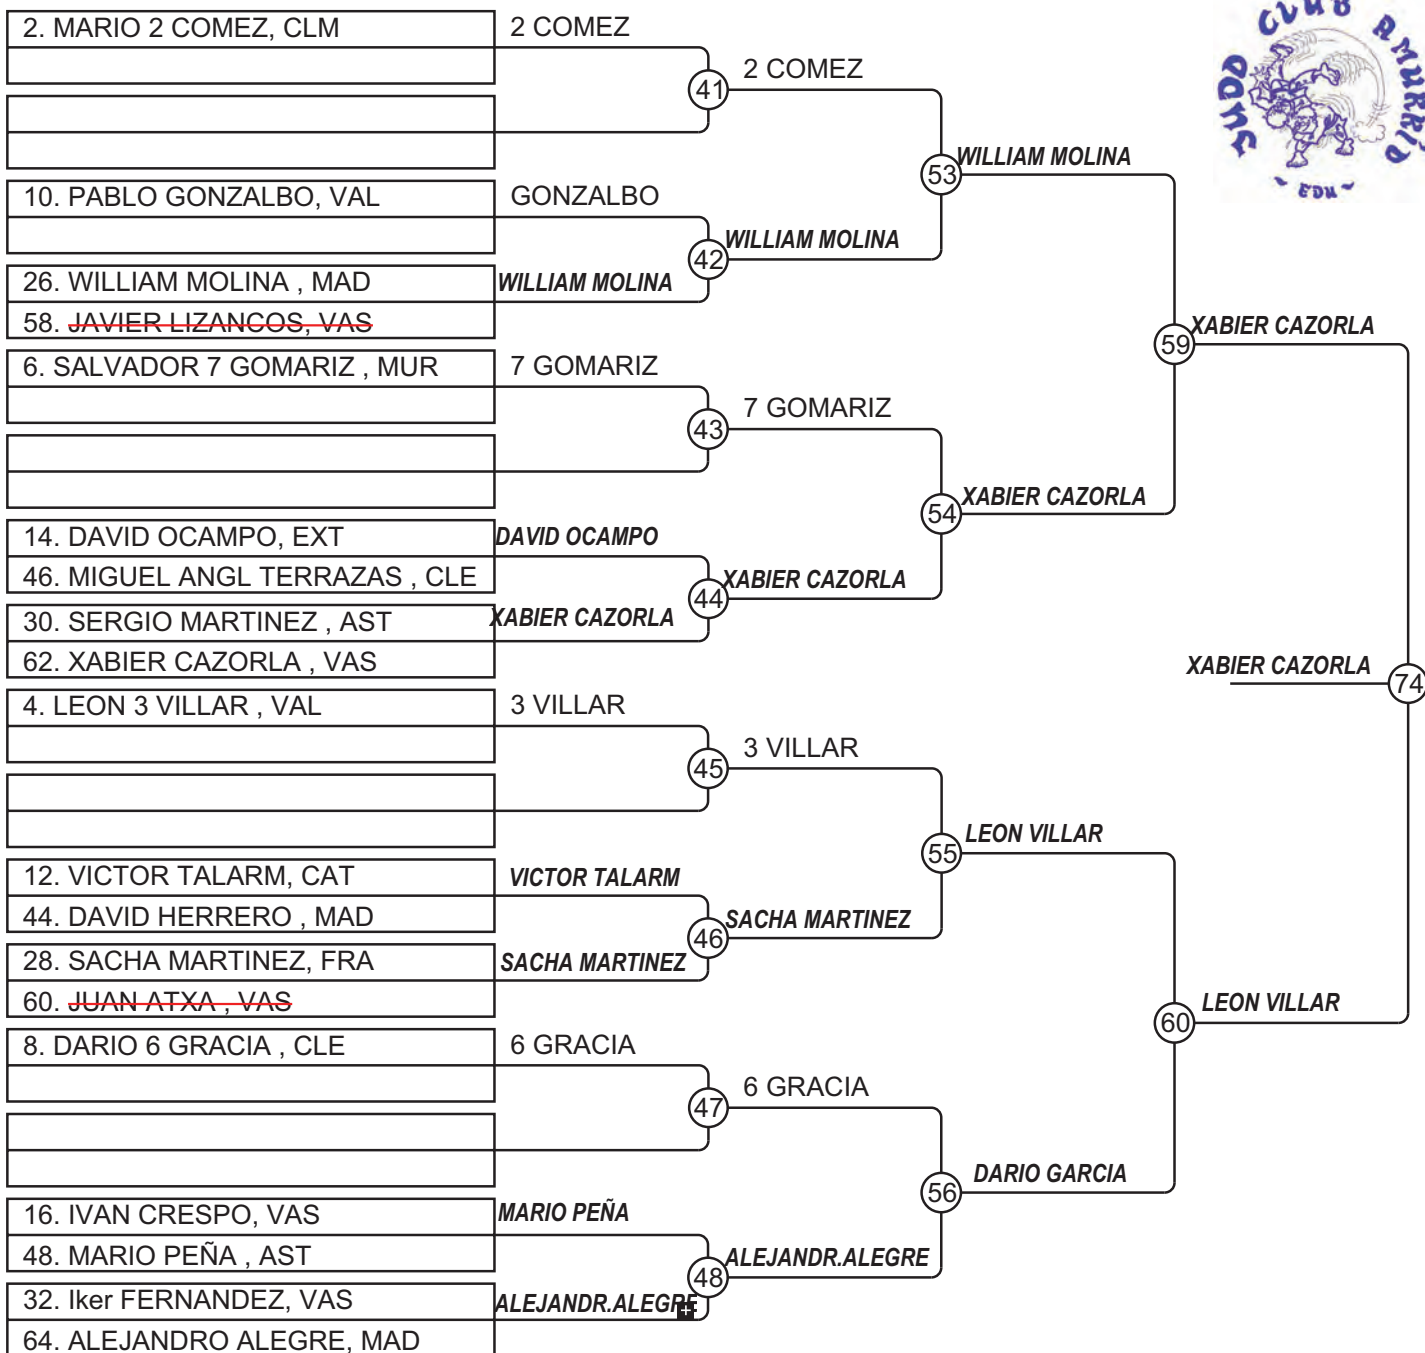 JUDO CLUB AMURRIO
~ EDU ~
2. MARIO 2 COMEZ, CLM
2 COMEZ
41
2 COMEZ
53
WILLIAM MOLINA
10. PABLO GONZALBO, VAL
GONZALBO
42
WILLIAM MOLINA
26. WILLIAM MOLINA , MAD
WILLIAM MOLINA
58. JAVIER LIZANCOS, VAS
59
XABIER CAZORLA
6. SALVADOR 7 GOMARIZ , MUR
7 GOMARIZ
43
7 GOMARIZ
54
XABIER CAZORLA
14. DAVID OCAMPO, EXT
DAVID OCAMPO
46. MIGUEL ANGL TERRAZAS , CLE
44
XABIER CAZORLA
30. SERGIO MARTINEZ , AST
XABIER CAZORLA
62. XABIER CAZORLA , VAS
XABIER CAZORLA
74
4. LEON 3 VILLAR , VAL
3 VILLAR
45
3 VILLAR
55
LEON VILLAR
12. VICTOR TALARM, CAT
VICTOR TALARM
44. DAVID HERRERO , MAD
46
SACHA MARTINEZ
28. SACHA MARTINEZ, FRA
SACHA MARTINEZ
60. JUAN ATXA , VAS
60
LEON VILLAR
8. DARIO 6 GRACIA , CLE
6 GRACIA
47
6 GRACIA
56
DARIO GARCIA
16. IVAN CRESPO, VAS
MARIO PEÑA
48. MARIO PEÑA , AST
48
ALEJANDR.ALEGRE
32. Iker FERNANDEZ, VAS
ALEJANDR.ALEGRE
64. ALEJANDRO ALEGRE, MAD